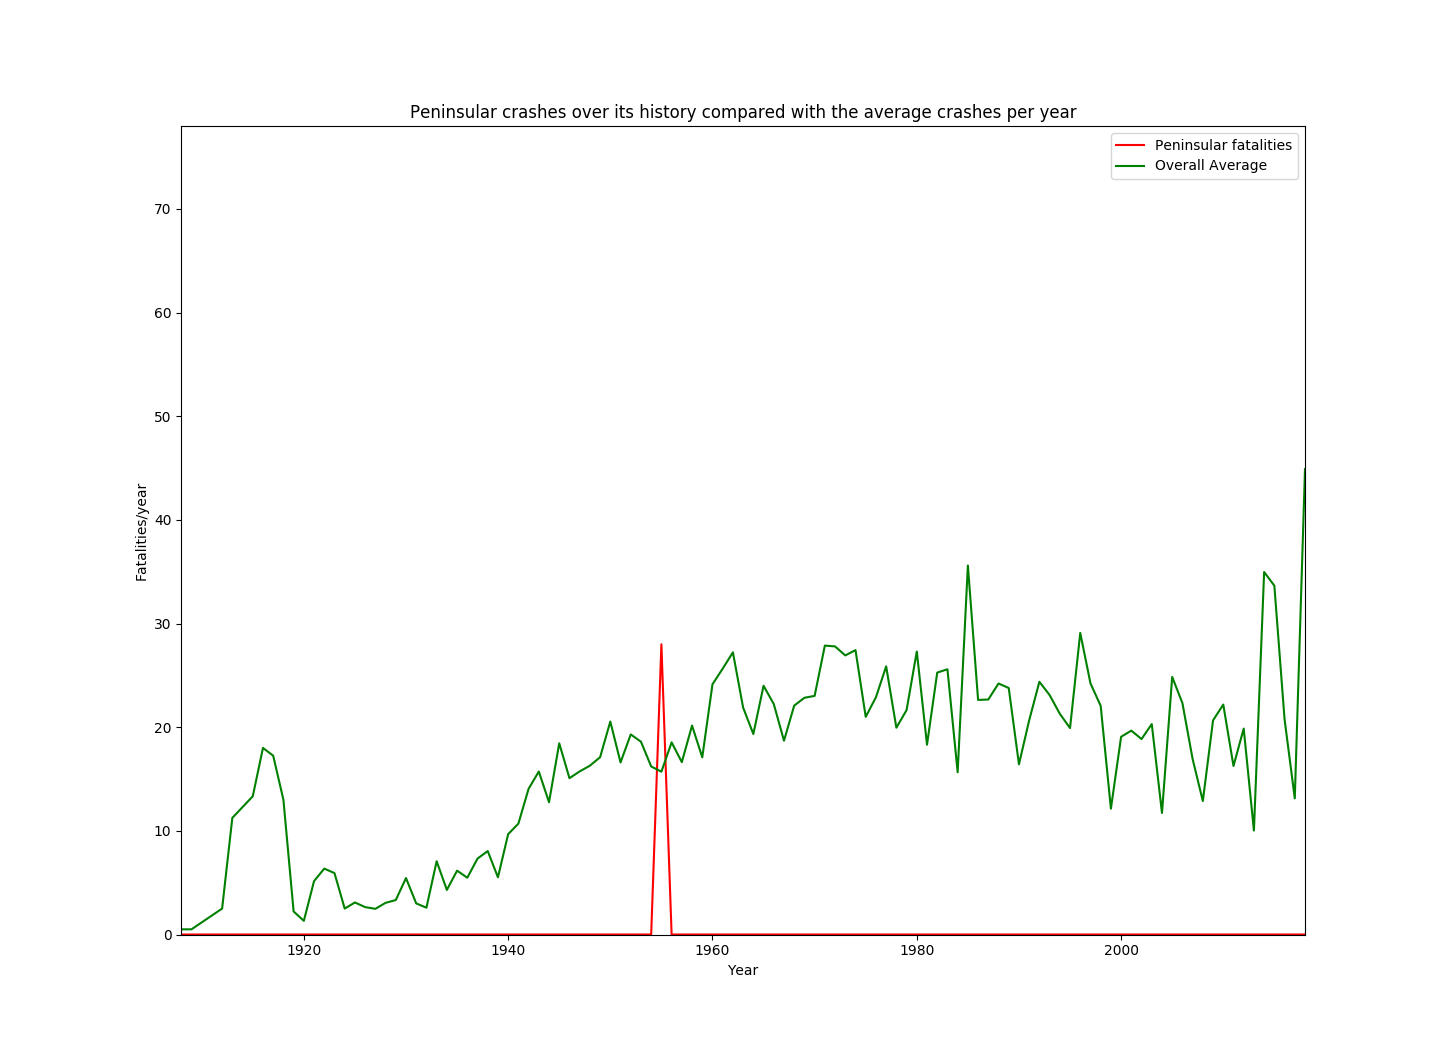 Peninsular crashes over its history compared with the average crashes per year
Peninsular fatalities
Overall Average
70
60
50
40
30
20
10
0
Fatalities/year
1920 1940 1960 1980 2000
Year